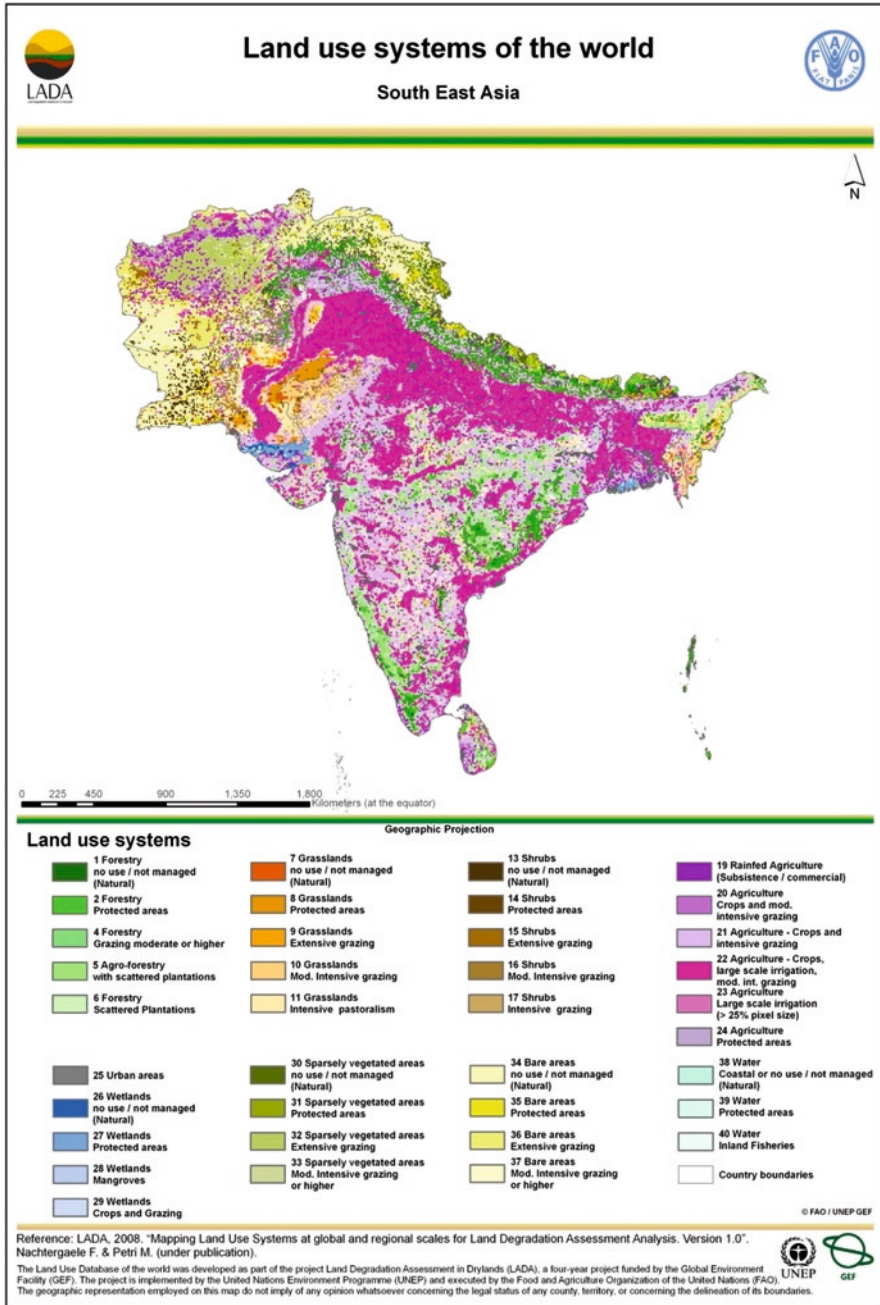 Land use systems of the world
South East Asia
LADA
F A O
FIAT PANIS
N
0 225 450 900 1,350 1,800
Kilometers (at the equator)
Geographic Projection
Land use systems
1 Forestry
no use / not managed
(Natural)
2 Forestry
Protected areas
4 Forestry
Grazing moderate or higher
5 Agro-forestry
with scattered plantations
6 Forestry
Scattered Plantations
7 Grasslands
no use / not managed
(Natural)
8 Grasslands
Protected areas
9 Grasslands
Extensive grazing
10 Grasslands
Mod. Intensive grazing
11 Grasslands
Intensive pastoralism
13 Shrubs
no use / not managed
(Natural)
14 Shrubs
Protected areas
15 Shrubs
Extensive grazing
16 Shrubs
Mod. Intensive grazing
17 Shrubs
Intensive grazing
19 Rainfed Agriculture
(Subsistence / commercial)
20 Agriculture
Crops and mod.
intensive grazing
21 Agriculture - Crops and
intensive grazing
22 Agriculture - Crops,
large scale irrigation,
mod. int. grazing
23 Agriculture
Large scale irrigation
(> 25% pixel size)
24 Agriculture
Protected areas
25 Urban areas
26 Wetlands
no use / not managed
(Natural)
27 Wetlands
Protected areas
28 Wetlands
Mangroves
29 Wetlands
Crops and Grazing
30 Sparsely vegetated areas
no use / not managed
(Natural)
31 Sparsely vegetated areas
Protected areas
32 Sparsely vegetated areas
Extensive grazing
33 Sparsely vegetated areas
Mod. Intensive grazing
or higher
34 Bare areas
no use / not managed
(Natural)
35 Bare areas
Protected areas
36 Bare areas
Extensive grazing
37 Bare areas
Mod. Intensive grazing
or higher
38 Water
Coastal or no use / not managed
(Natural)
39 Water
Protected areas
40 Water
Inland Fisheries
Country boundaries
© FAO / UNEP GEF
Reference: LADA, 2008. "Mapping Land Use Systems at global and regional scales for Land Degradation Assessment Analysis. Version 1.0".
Nachtergaele F. & Petri M. (under publication).
The Land Use Database of the world was developed as part of the project Land Degradation Assessment in Drylands (LADA), a four-year project funded by the Global Environment
Facility (GEF). The project is implemented by the United Nations Environment Programme (UNEP) and executed by the Food and Agriculture Organization of the United Nations (FAO).
The geographic representation employed on this map do not imply of any opinion whatsoever concerning the legal status of any county, territory, or concerning the delineation of its boundaries.
UNEP
GEF